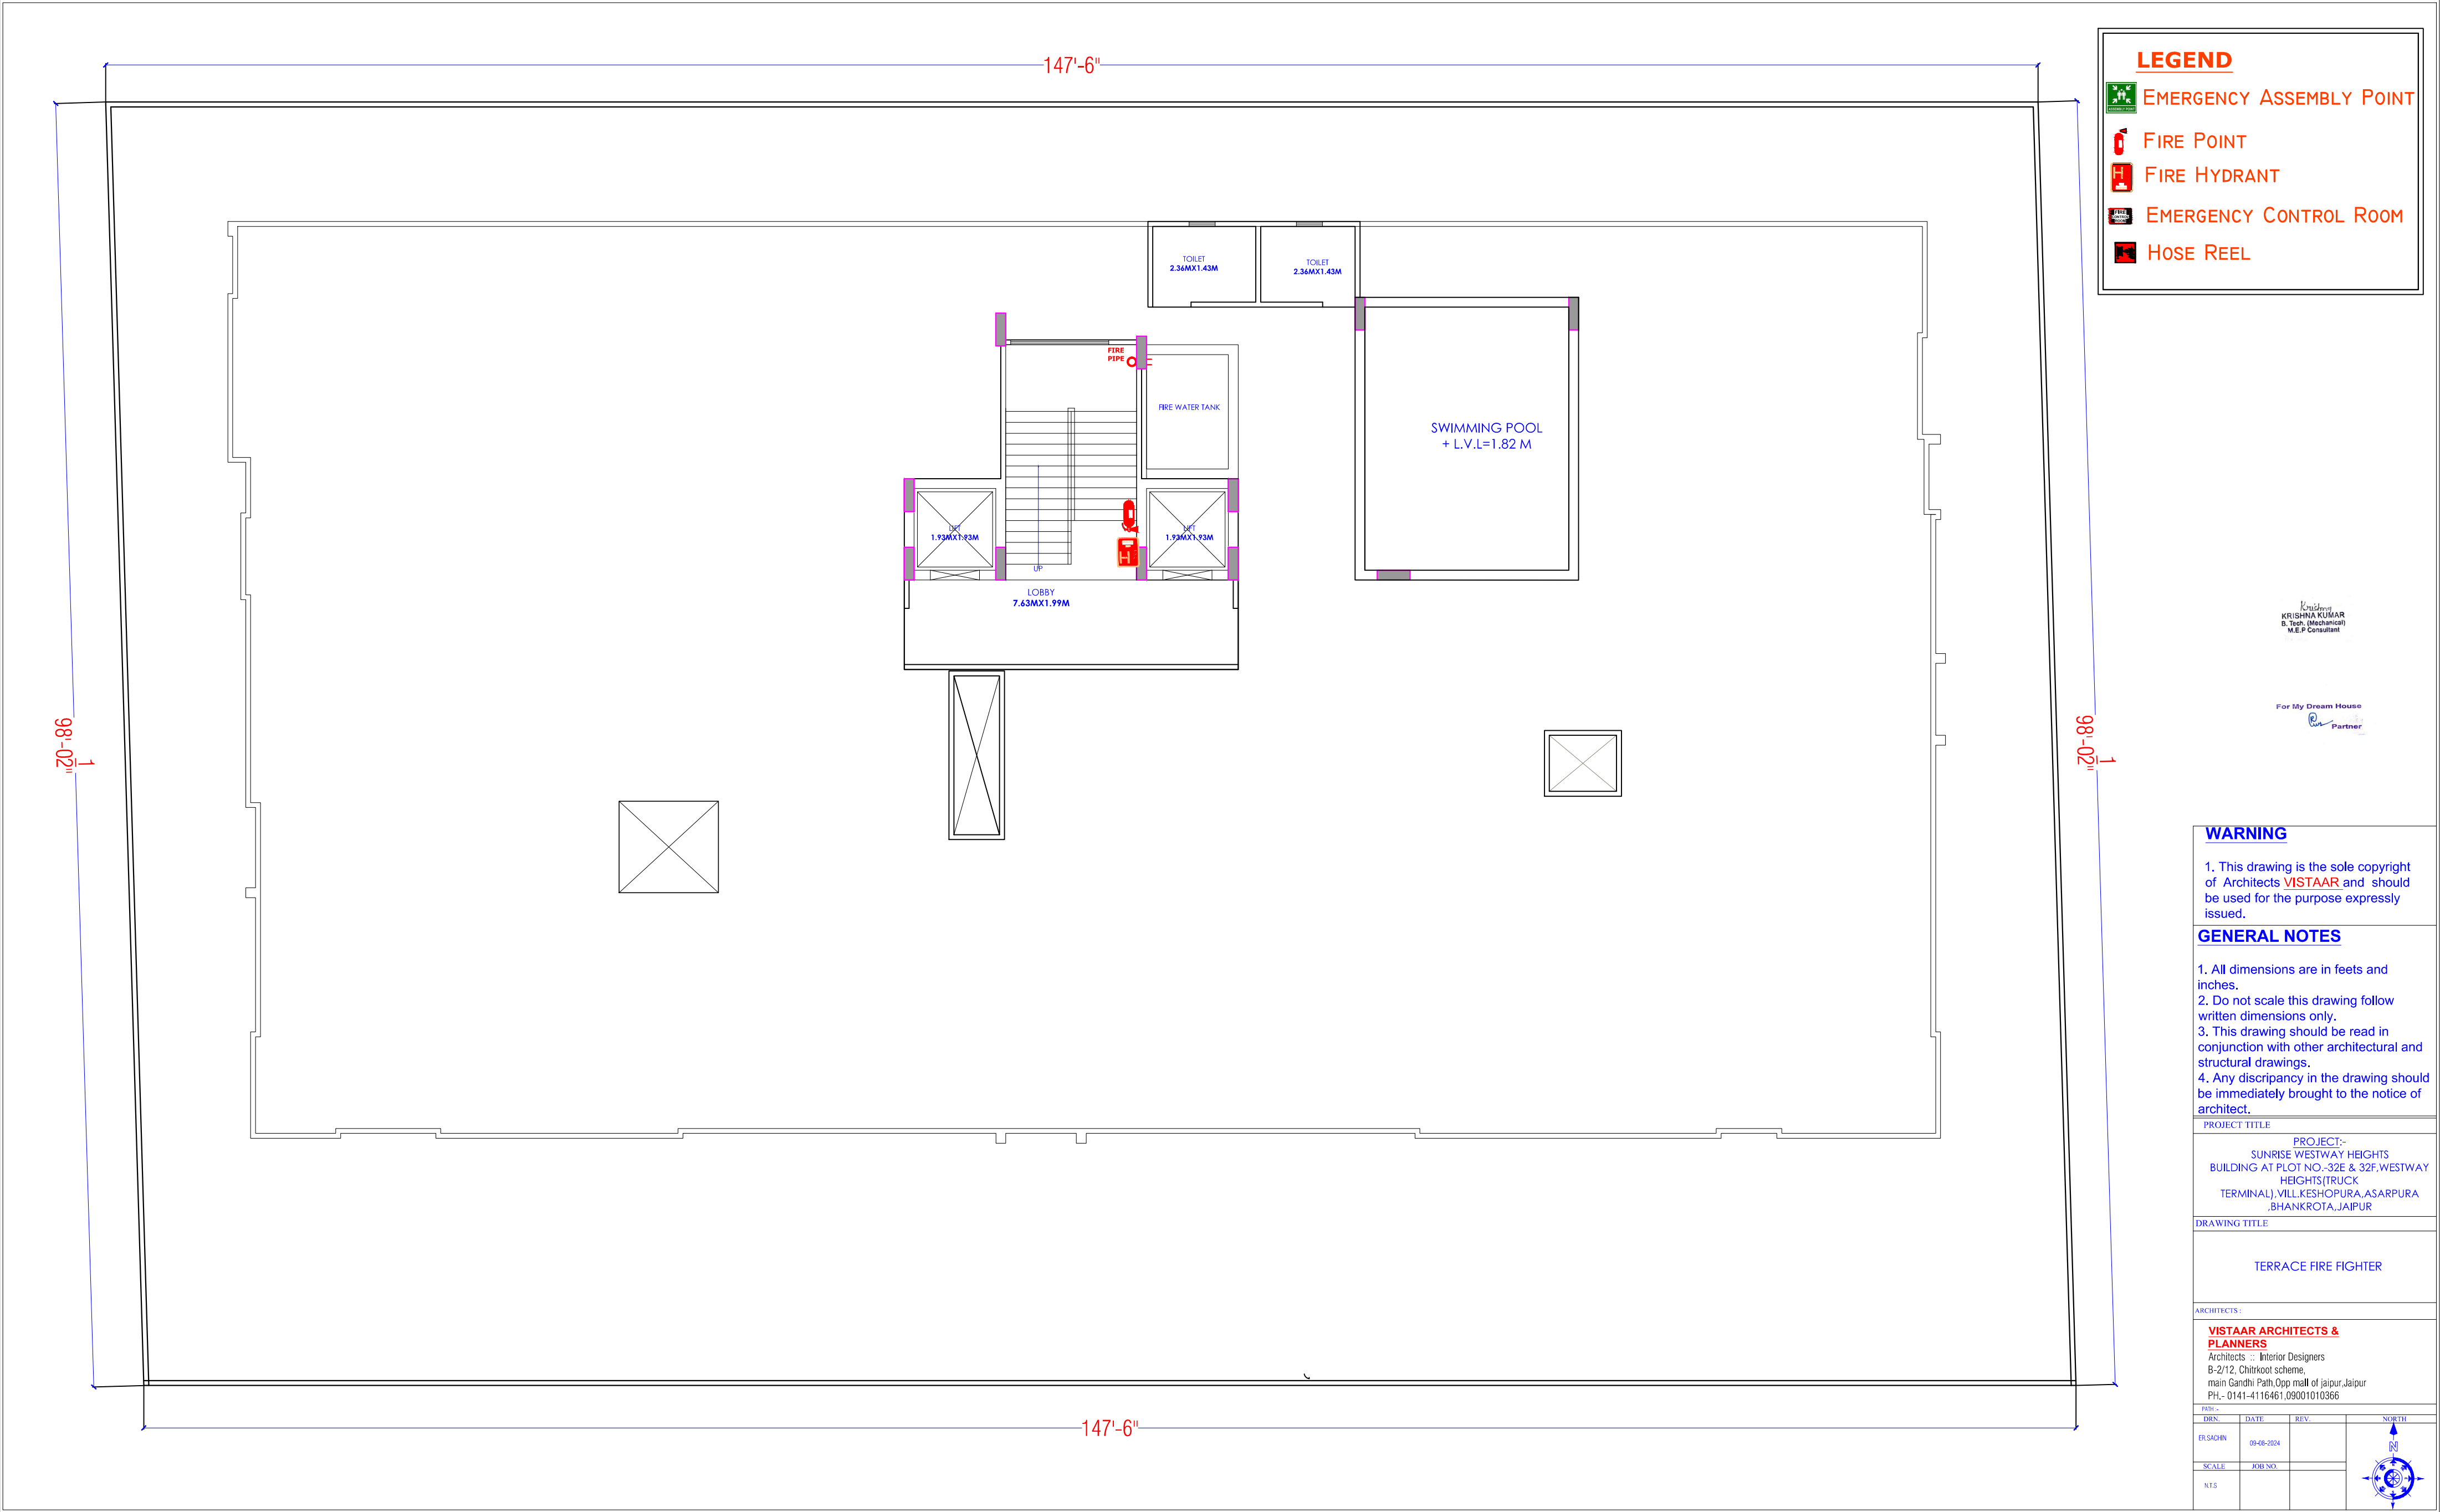 147'-6"
LEGEND
EMERGENCY ASSEMBLY POINT
FIRE POINT
H FIRE HYDRANT
EMERGENCY CONTROL ROOM
HOSE REEL
TOILET
2.36MX1.43M
TOILET
2.36MX1.43M
FIRE
PIPE
FIRE WATER TANK
SWIMMING POOL
+ L.V.L=1.82 M
LIFT
1.93MX1.93M
LIFT
1.93MX1.93M
H
UP
LOBBY
7.63MX1.99M
98'-02"
1
98'-02"
1
147'-6"
Krishna
KRISHNA KUMAR
B. Tech. (Mechanical)
M.E.P Consultant
For My Dream House
Partner
WARNING
1. This drawing is the sole copyright
of Architects VISTAAR and should
be used for the purpose expressly
issued.
GENERAL NOTES
1. All dimensions are in feets and
inches.
2. Do not scale this drawing follow
written dimensions only.
3. This drawing should be read in
conjunction with other architectural and
structural drawings.
4. Any discripancy in the drawing should
be immediately brought to the notice of
architect.
PROJECT TITLE
PROJECT:-
SUNRISE WESTWAY HEIGHTS
BUILDING AT PLOT NO.-32E & 32F,WESTWAY
HEIGHTS(TRUCK
TERMINAL),VILL.KESHOPURA,ASARPURA
,BHANKROTA,JAIPUR
DRAWING TITLE
TERRACE FIRE FIGHTER
ARCHITECTS :
VISTAAR ARCHITECTS &
PLANNERS
Architects :: Interior Designers
B-2/12, Chitrkoot scheme,
main Gandhi Path,Opp mall of jaipur,Jaipur
PH.- 0141-4116461,09001010366
PATH :-
DRN. DATE REV. NORTH
ER.SACHIN 09-08-2024
N
SCALE JOB NO.
N.T.S